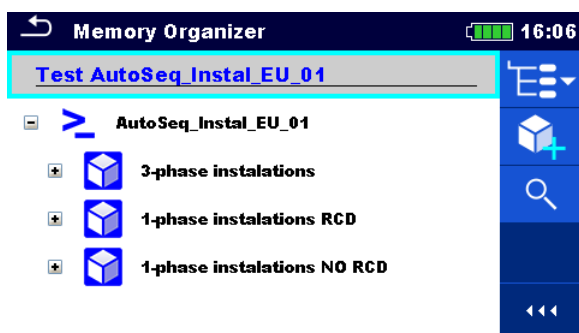 Memory Organizer 16:06
Test AutoSeq_Instal_EU_01
AutoSeq_Instal_EU_01
3-phase instalations
1-phase instalations RCD
1-phase instalations NO RCD